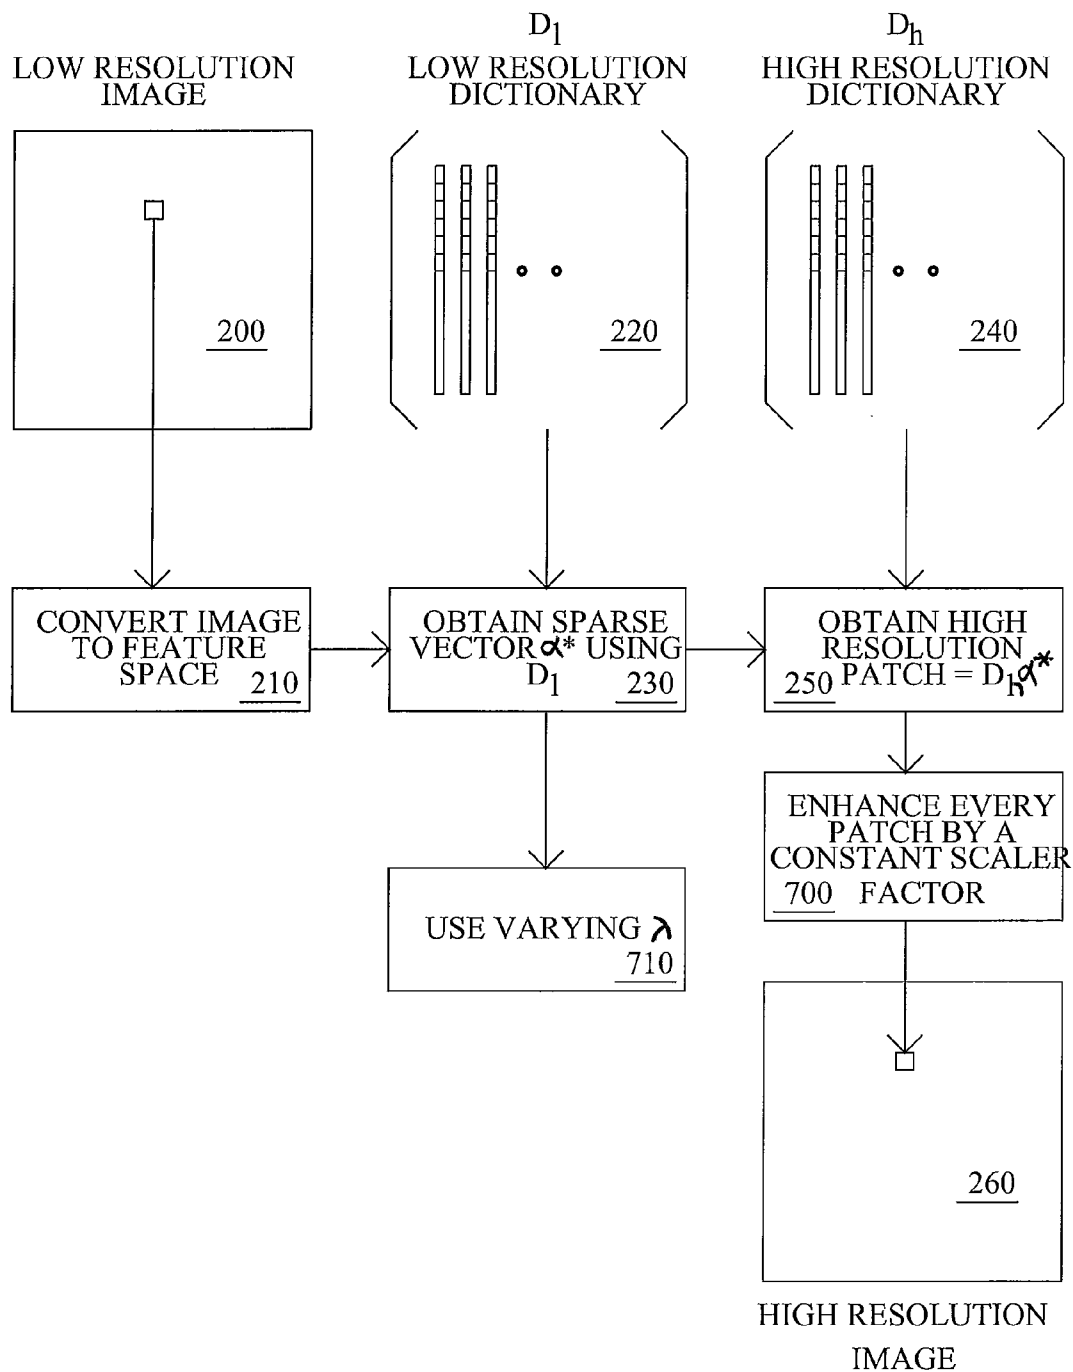 D_l
LOW RESOLUTION
DICTIONARY
D_h
HIGH RESOLUTION
DICTIONARY
LOW RESOLUTION
IMAGE
200
220
240
CONVERT IMAGE
TO FEATURE
SPACE
210
OBTAIN SPARSE
VECTOR α* USING
D_l
230
OBTAIN HIGH
RESOLUTION
PATCH = D_hα*
250
ENHANCE EVERY
PATCH BY A
CONSTANT SCALER
FACTOR
700
USE VARYING λ
710
260
HIGH RESOLUTION
IMAGE